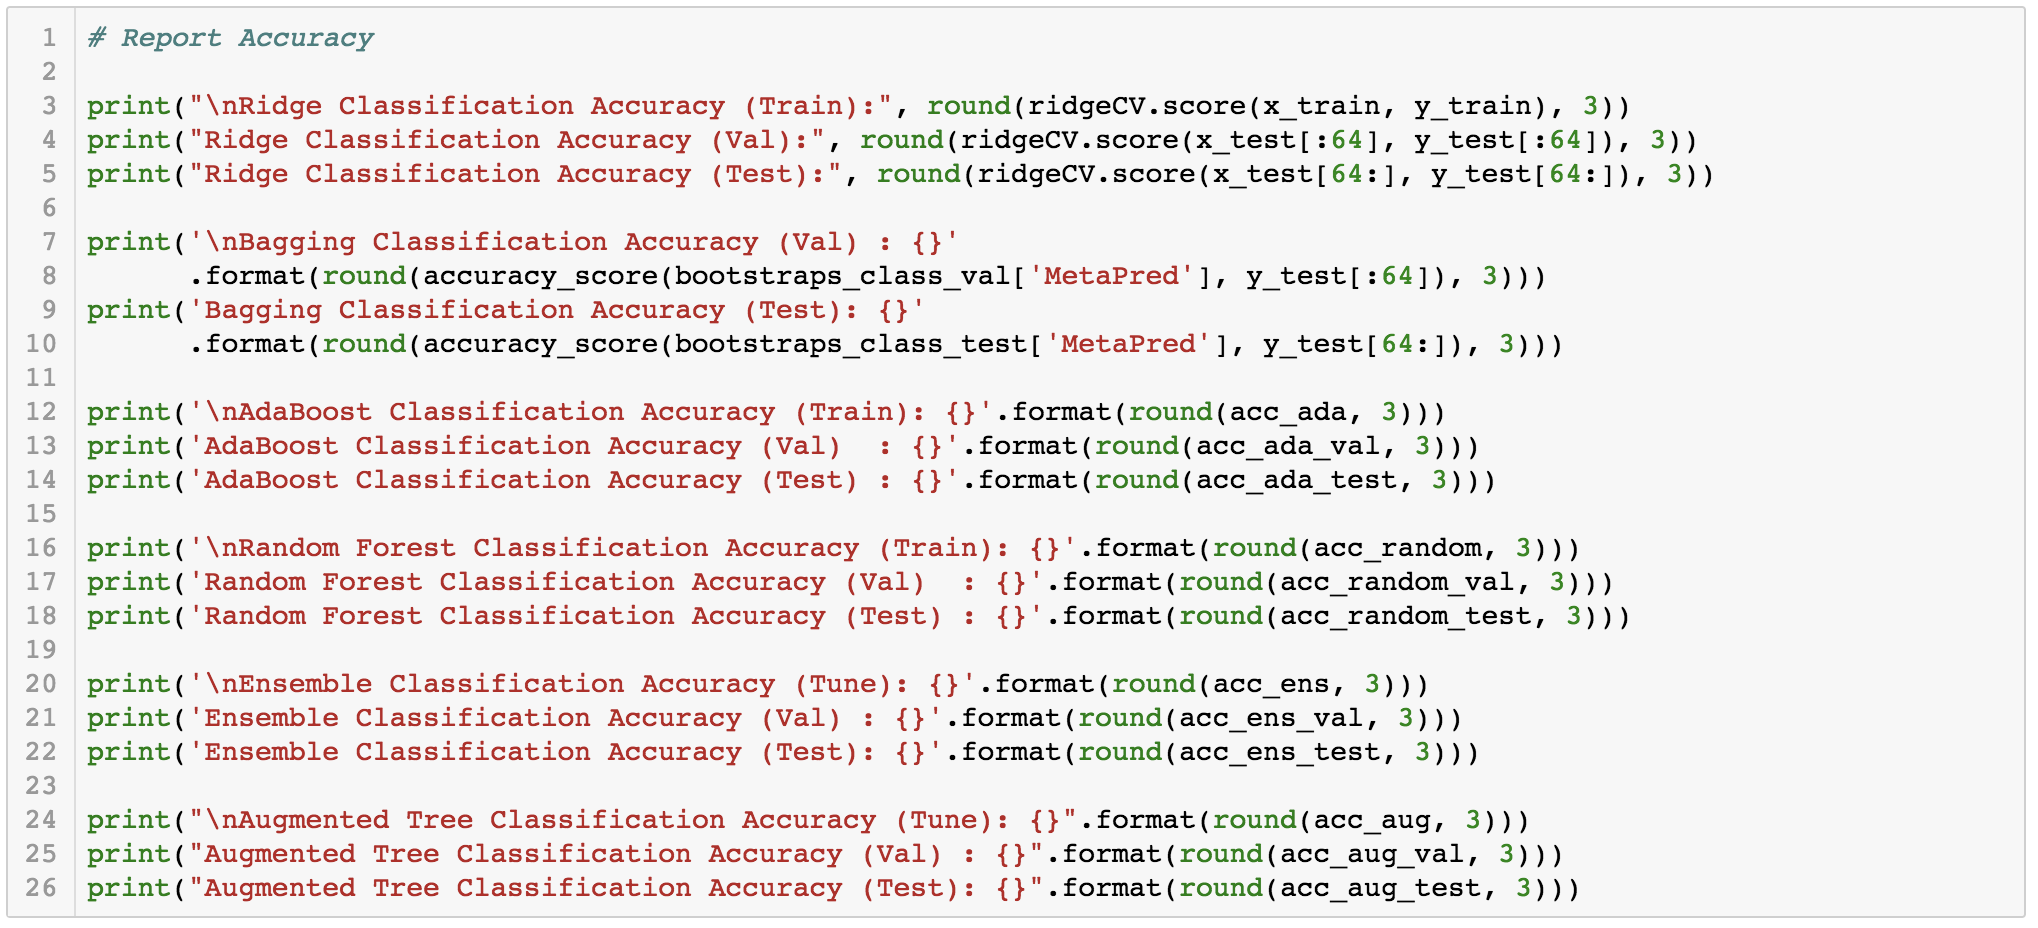 1 # Report Accuracy
2
3 print("\nRidge Classification Accuracy (Train):", round(ridgeCV.score(x_train, y_train), 3))
4 print("Ridge Classification Accuracy (Val):", round(ridgeCV.score(x_test[:64], y_test[:64]), 3))
5 print("Ridge Classification Accuracy (Test):", round(ridgeCV.score(x_test[64:], y_test[64:]), 3))
6
7 print('\nBagging Classification Accuracy (Val) : {}'
8       .format(round(accuracy_score(bootstraps_class_val['MetaPred'], y_test[:64]), 3)))
9 print('Bagging Classification Accuracy (Test): {}'
10       .format(round(accuracy_score(bootstraps_class_test['MetaPred'], y_test[64:]), 3)))
11
12 print('\nAdaBoost Classification Accuracy (Train): {}'.format(round(acc_ada, 3)))
13 print('AdaBoost Classification Accuracy (Val)  : {}'.format(round(acc_ada_val, 3)))
14 print('AdaBoost Classification Accuracy (Test) : {}'.format(round(acc_ada_test, 3)))
15
16 print('\nRandom Forest Classification Accuracy (Train): {}'.format(round(acc_random, 3)))
17 print('Random Forest Classification Accuracy (Val)  : {}'.format(round(acc_random_val, 3)))
18 print('Random Forest Classification Accuracy (Test) : {}'.format(round(acc_random_test, 3)))
19
20 print('\nEnsemble Classification Accuracy (Tune): {}'.format(round(acc_ens, 3)))
21 print('Ensemble Classification Accuracy (Val) : {}'.format(round(acc_ens_val, 3)))
22 print('Ensemble Classification Accuracy (Test): {}'.format(round(acc_ens_test, 3)))
23
24 print("\nAugmented Tree Classification Accuracy (Tune): {}".format(round(acc_aug, 3)))
25 print("Augmented Tree Classification Accuracy (Val) : {}".format(round(acc_aug_val, 3)))
26 print("Augmented Tree Classification Accuracy (Test): {}".format(round(acc_aug_test, 3)))